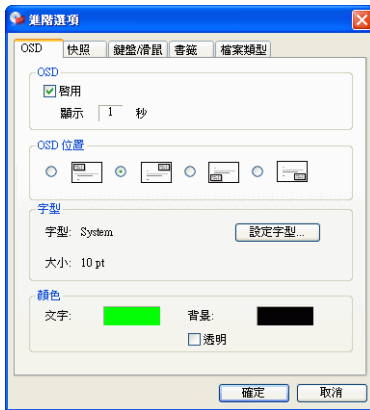 進階選項
OSD 快照 鍵盤/滑鼠 書籤 檔案類型
OSD
啓用
顯示 1 秒
OSD 位置
字型
字型: System 設定字型...
大小: 10 pt
顏色
文字: 背景:
透明
確定 取消